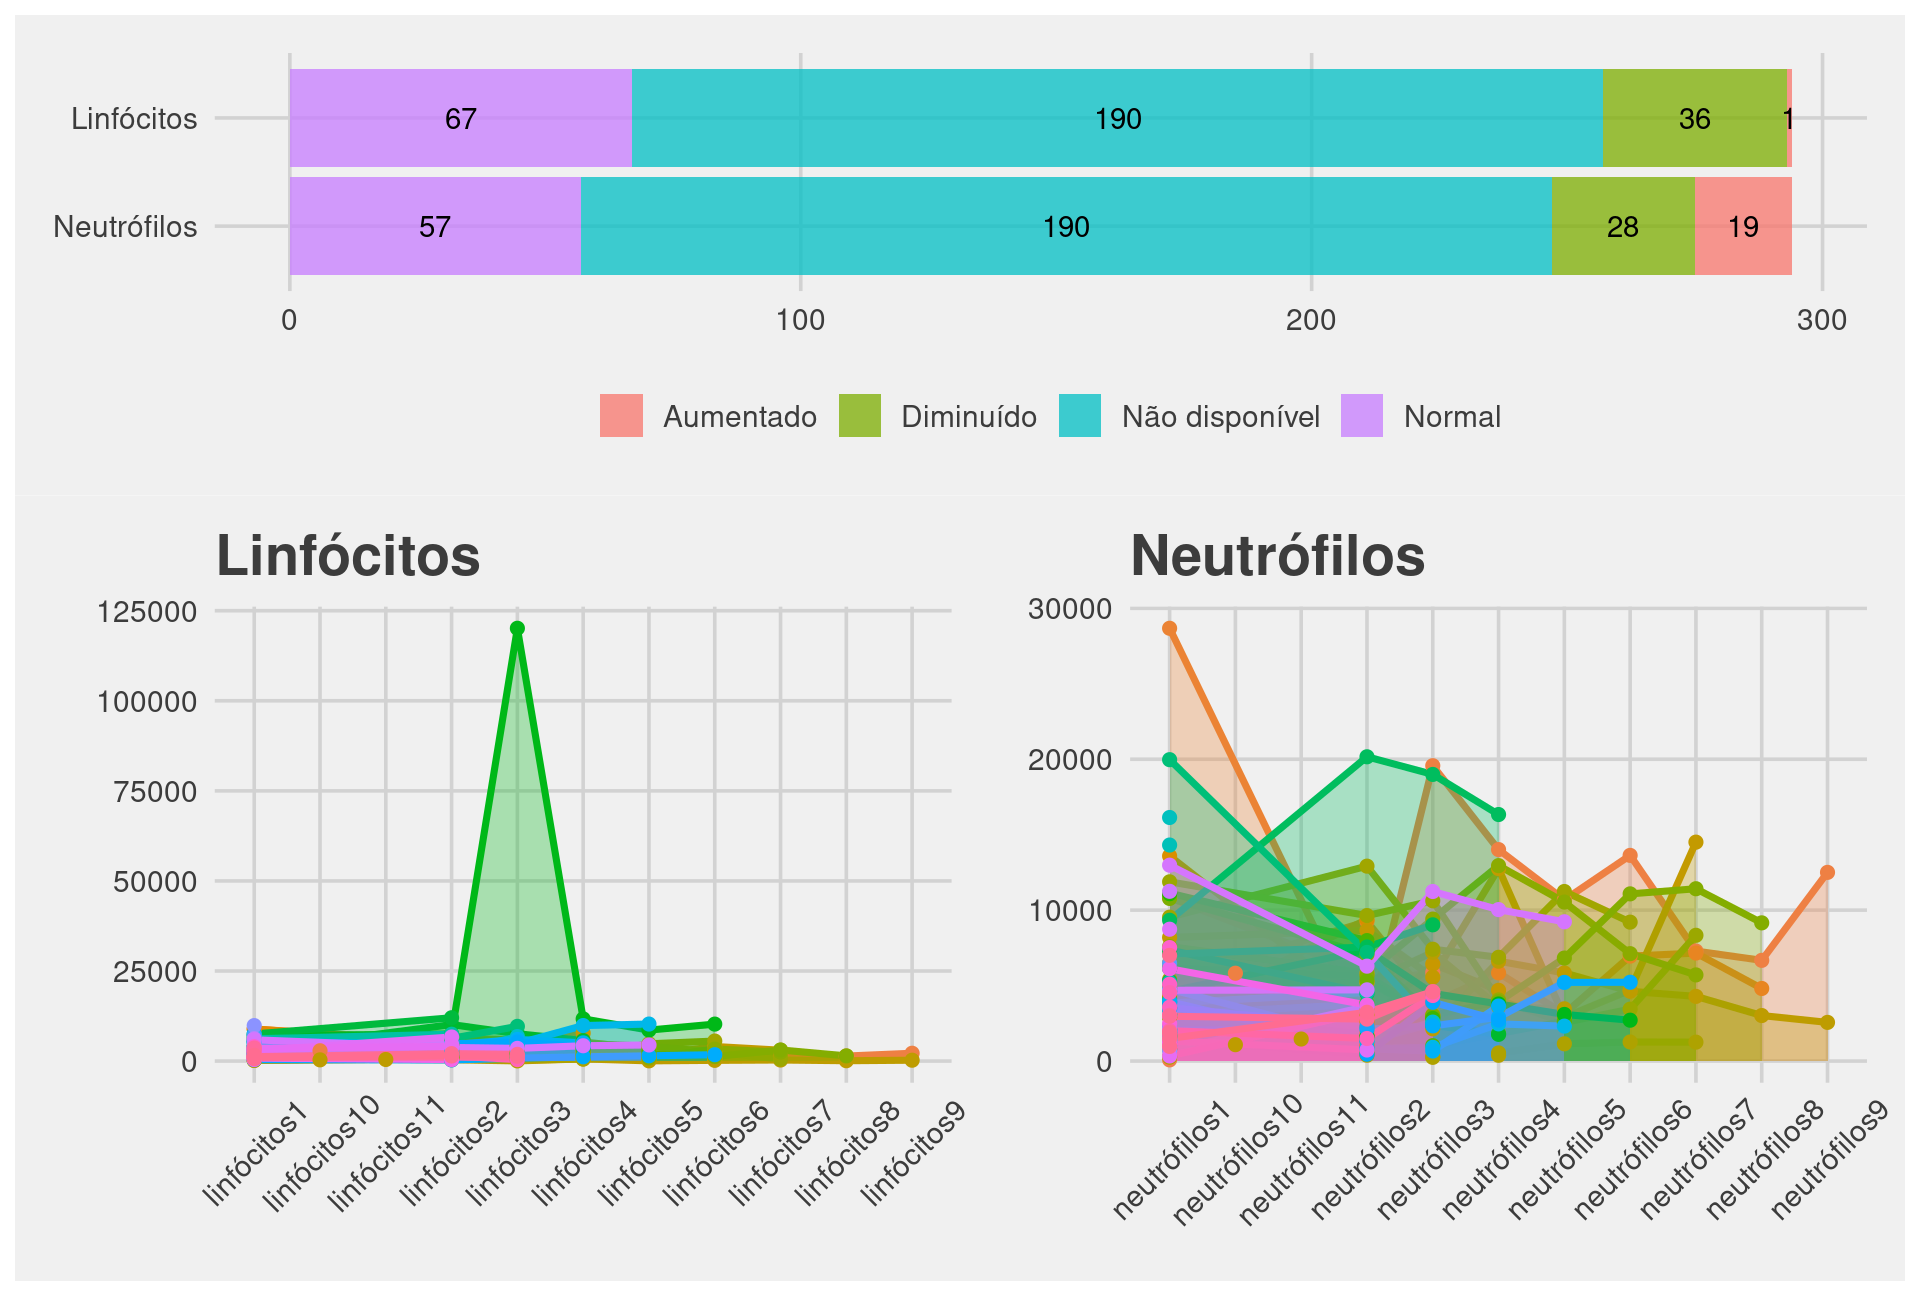 Linfócitos 67 190 36 1
Neutrófilos 57 190 28 19
0 100 200 300
Aumentado Diminuído Não disponível Normal
Linfócitos
125000
100000
75000
50000
25000
0
linfócitos1 linfócitos10 linfócitos11 linfócitos2 linfócitos3 linfócitos4 linfócitos5 linfócitos6 linfócitos7 linfócitos8 linfócitos9
Neutrófilos
30000
20000
10000
0
neutrófilos1 neutrófilos10 neutrófilos11 neutrófilos2 neutrófilos3 neutrófilos4 neutrófilos5 neutrófilos6 neutrófilos7 neutrófilos8 neutrófilos9